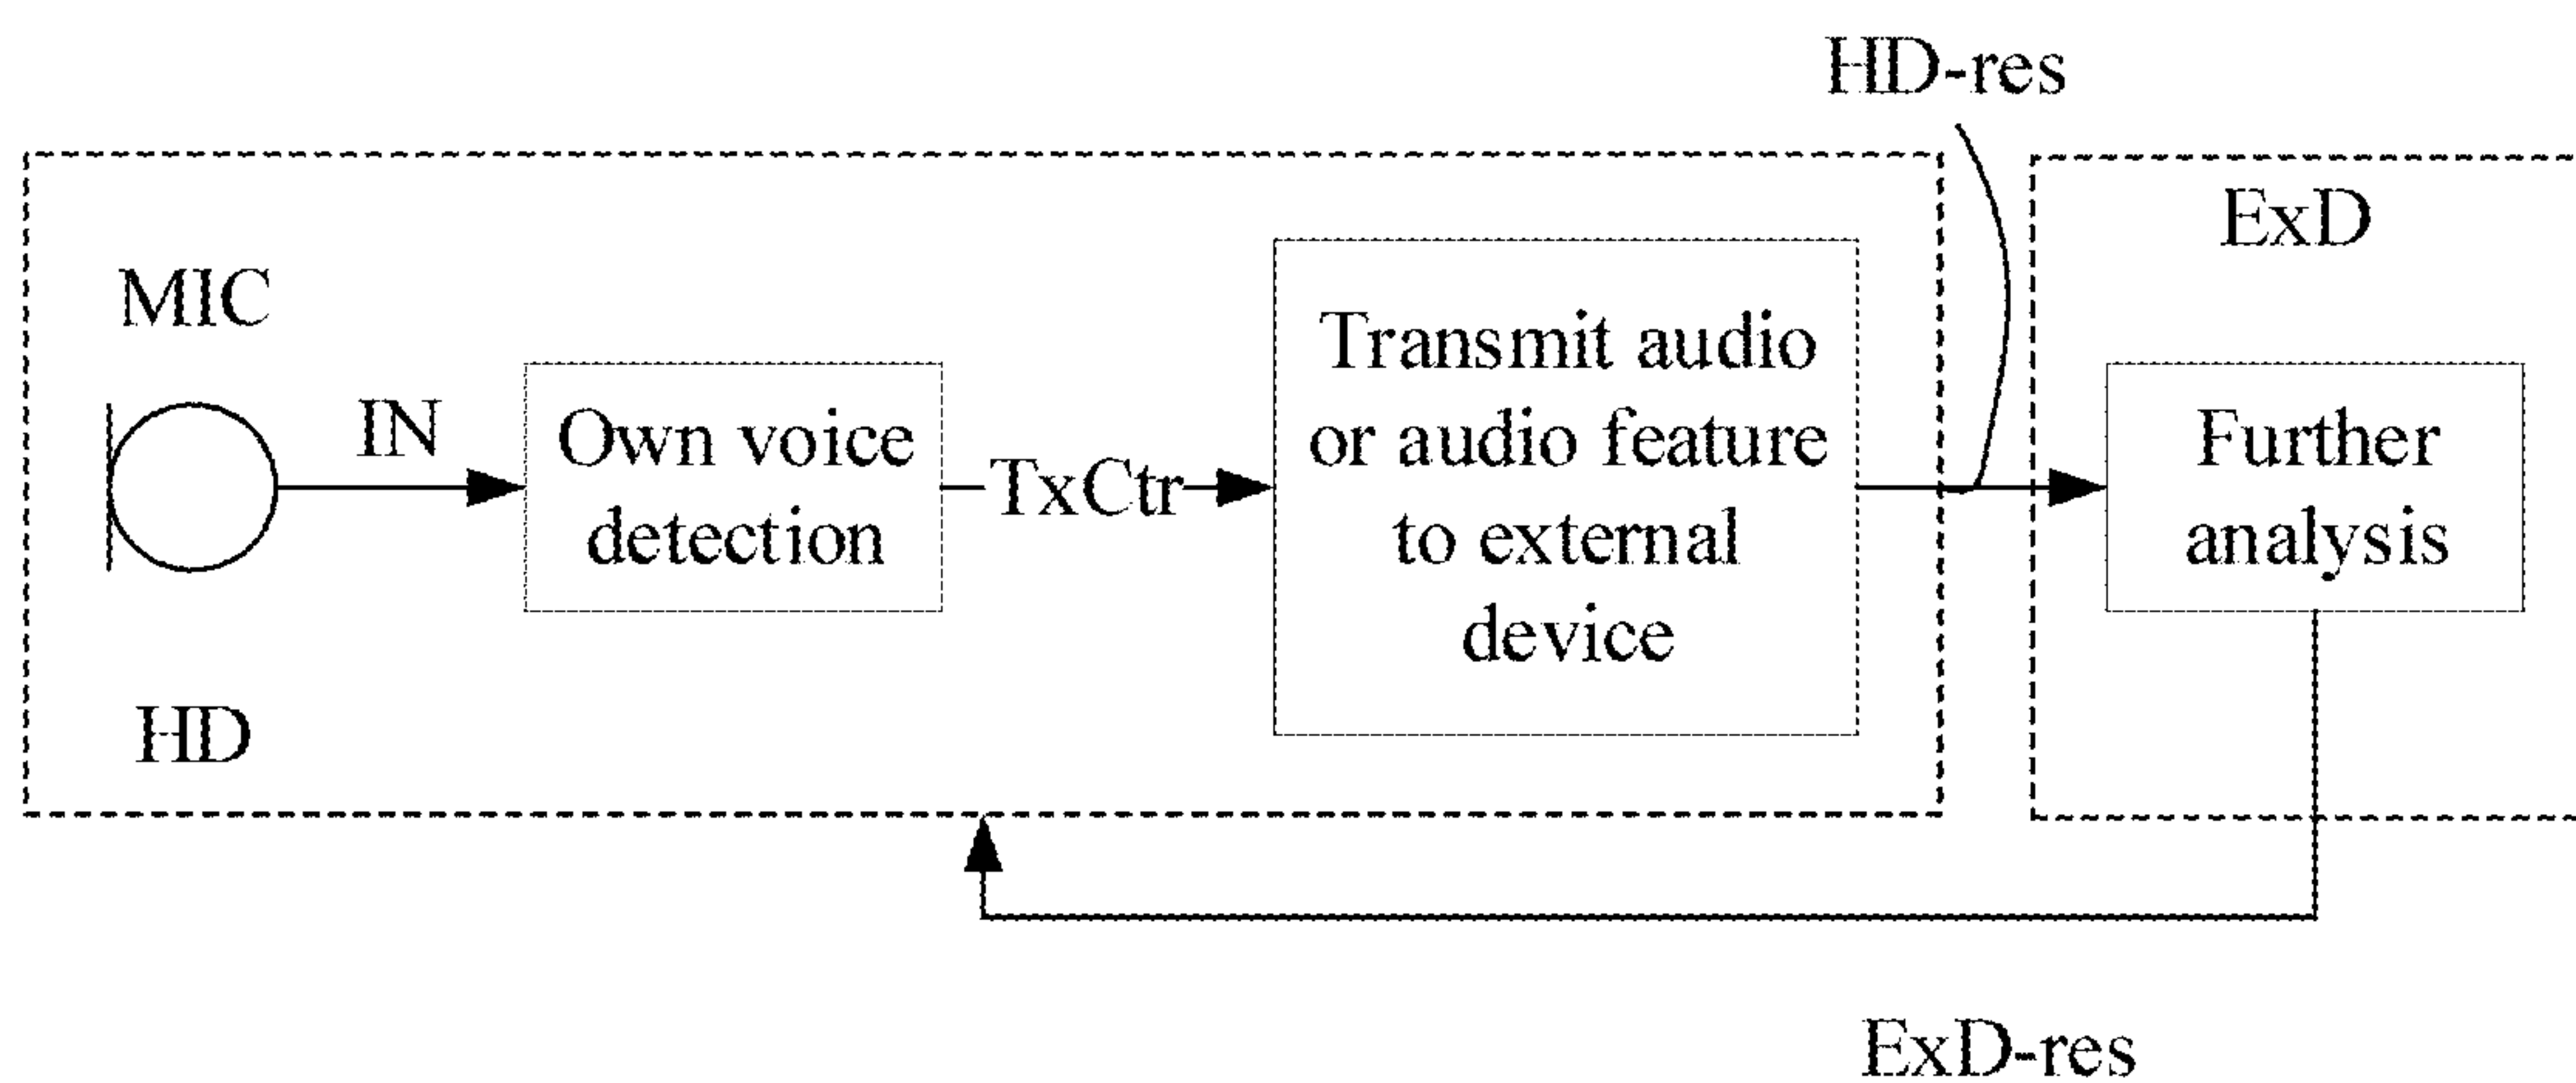 HD-res
ExD
MIC
IN
Own voice
detection
TxCtr
Transmit audio
or audio feature
to external
device
Further
analysis
HD
ExD-res